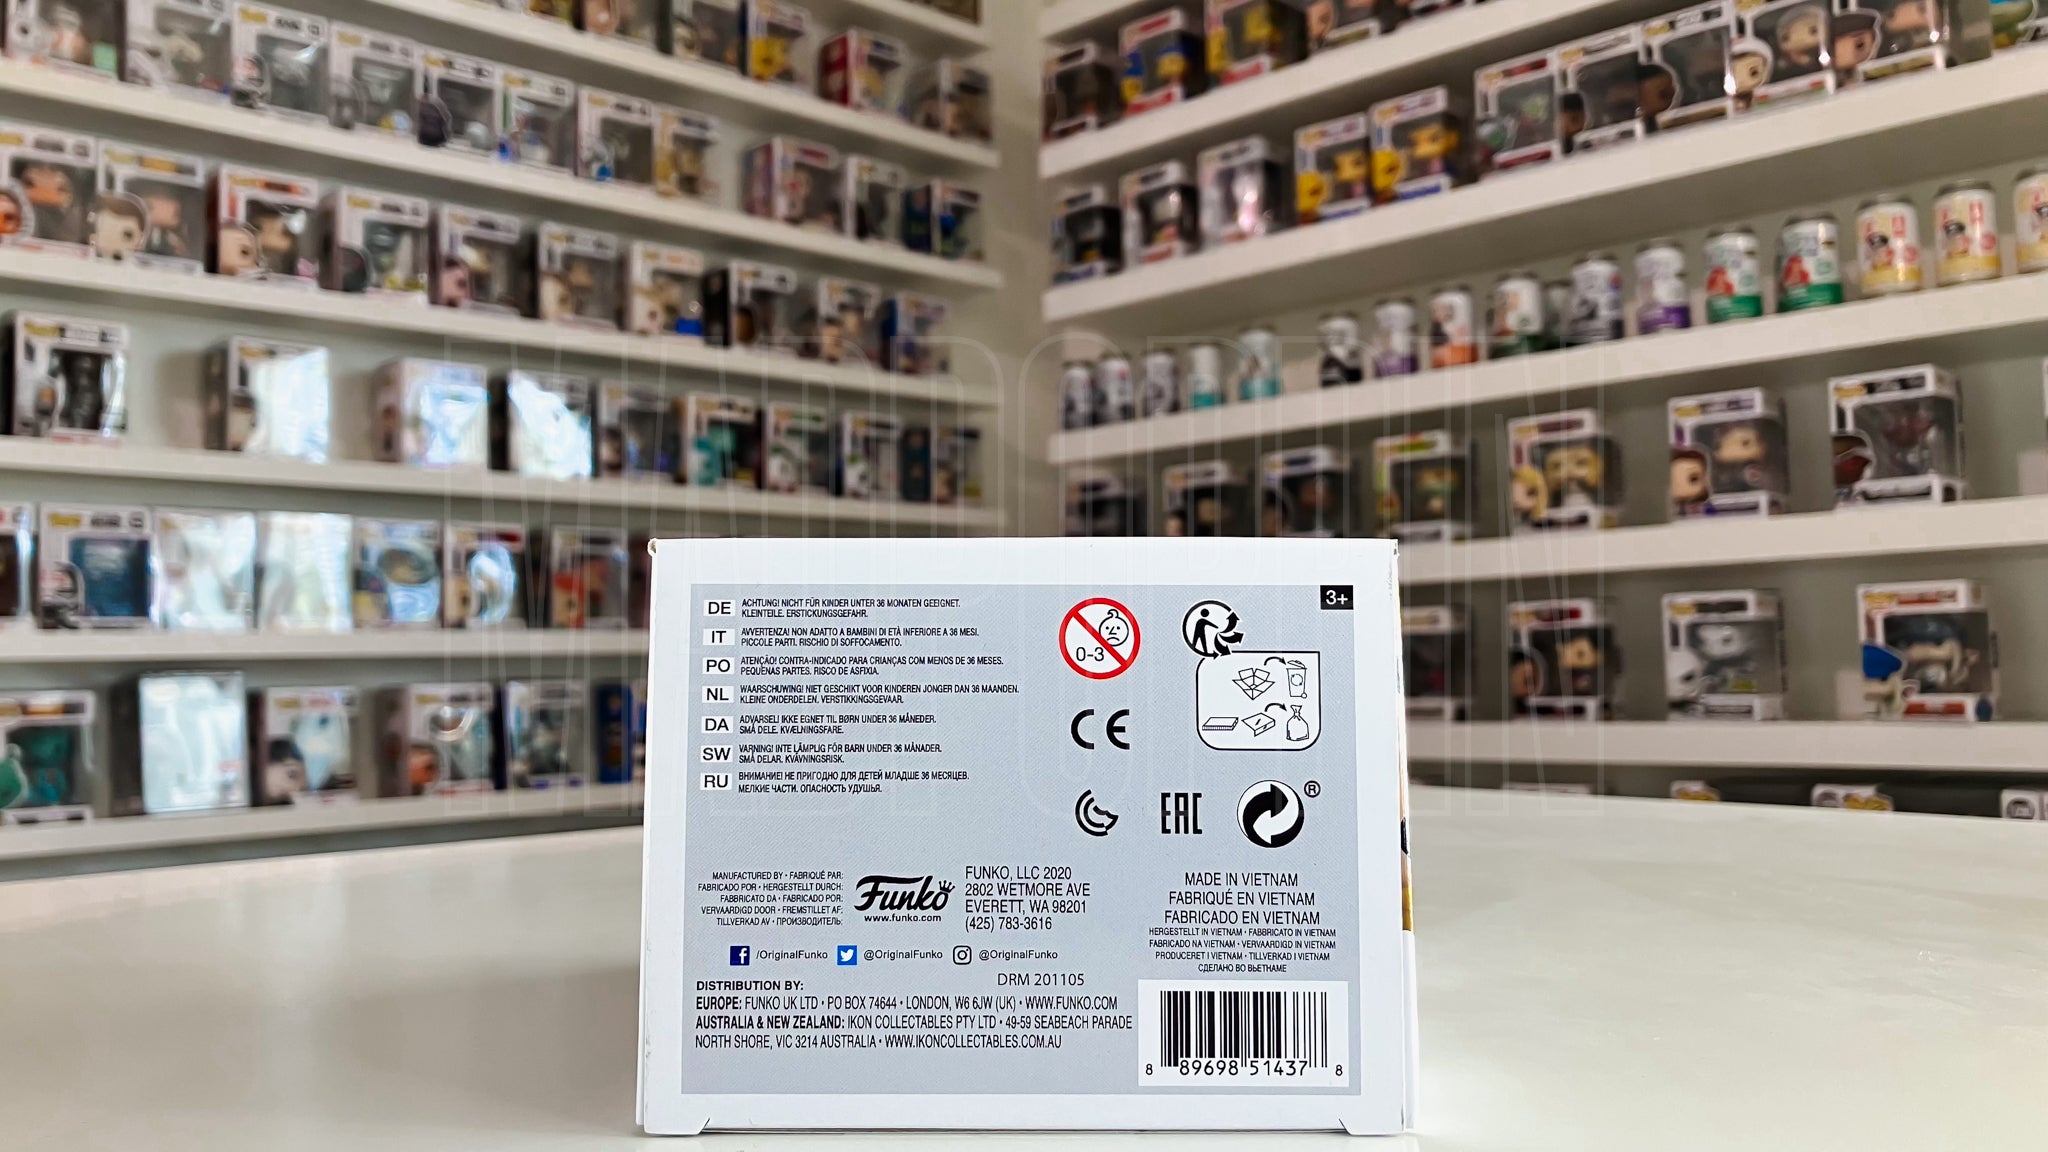 MADPOPPIN
3+
DE
ACHTUNG! NICHT FÜR KINDER UNTER 36 MONATEN GEEIGNET.
KLEINTEILE. ERSTICKUNGSGEFAHR.
IT
AVVERTENZA! NON ADATTO A BAMBINI DI ETÀ INFERIORE A 36 MESI.
PICCOLE PARTI. RISCHIO DI SOFFOCAMENTO.
PO
ATENÇÃO! CONTRA-INDICADO PARA CRIANÇAS COM MENOS DE 36 MESES.
PEQUENAS PARTES. RISCO DE ASFIXIA.
NL
WAARSCHUWING! NIET GESCHIKT VOOR KINDEREN JONGER DAN 36 MAANDEN.
KLEINE ONDERDELEN. VERSTIKKINGSGEVAAR.
DA
ADVARSEL! IKKE EGNET TIL BØRN UNDER 36 MÅNEDER.
SMÅ DELE. KVÆLNINGSFARE.
SW
VARNING! INTE LÄMPLIG FÖR BARN UNDER 36 MÅNADER.
SMÅ DELAR. KVÄVNINGSRISK.
RU
ВНИМАНИЕ! НЕ ПРИГОДНО ДЛЯ ДЕТЕЙ МЛАДШЕ 36 МЕСЯЦЕВ.
МЕЛКИЕ ЧАСТИ. ОПАСНОСТЬ УДУШЬЯ.
0-3
CE
EAC
®
MANUFACTURED BY • FABRIQUÉ PAR:
FABRICADO POR • HERGESTELLT DURCH:
FABBRICATO DA • FABRICADO POR:
VERVAARDIGD DOOR • FREMSTILLET AF:
TILLVERKAD AV • ПРОИЗВОДИТЕЛЬ:
Funko
www.funko.com
FUNKO, LLC 2020
2802 WETMORE AVE
EVERETT, WA 98201
(425) 783-3616
MADE IN VIETNAM
FABRIQUÉ EN VIETNAM
FABRICADO EN VIETNAM
HERGESTELLT IN VIETNAM • FABBRICATO IN VIETNAM
FABRICADO NA VIETNAM • VERVAARDIGD IN VIETNAM
PRODUCERET I VIETNAM • TILLVERKAD I VIETNAM
СДЕЛАНО ВО ВЬЕТНАМЕ
/OriginalFunko @OriginalFunko @OriginalFunko
DRM 201105
DISTRIBUTION BY:
EUROPE: FUNKO UK LTD • PO BOX 74644 • LONDON, W6 6JW (UK) • WWW.FUNKO.COM
AUSTRALIA & NEW ZEALAND: IKON COLLECTABLES PTY LTD • 49-59 SEABEACH PARADE
NORTH SHORE, VIC 3214 AUSTRALIA • WWW.IKONCOLLECTABLES.COM.AU
8 89698 51437 8